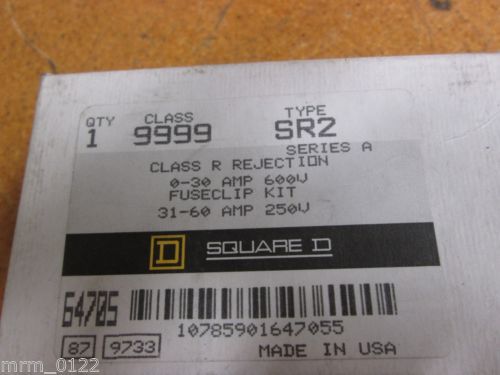 QTY CLASS TYPE
1 9999 SR2
SERIES A
CLASS R REJECTION
0-30 AMP 600V
FUSECLIP KIT
31-60 AMP 250V
D SQUARE D
64705
10785901647055
87 9733 MADE IN USA
mrm_0122